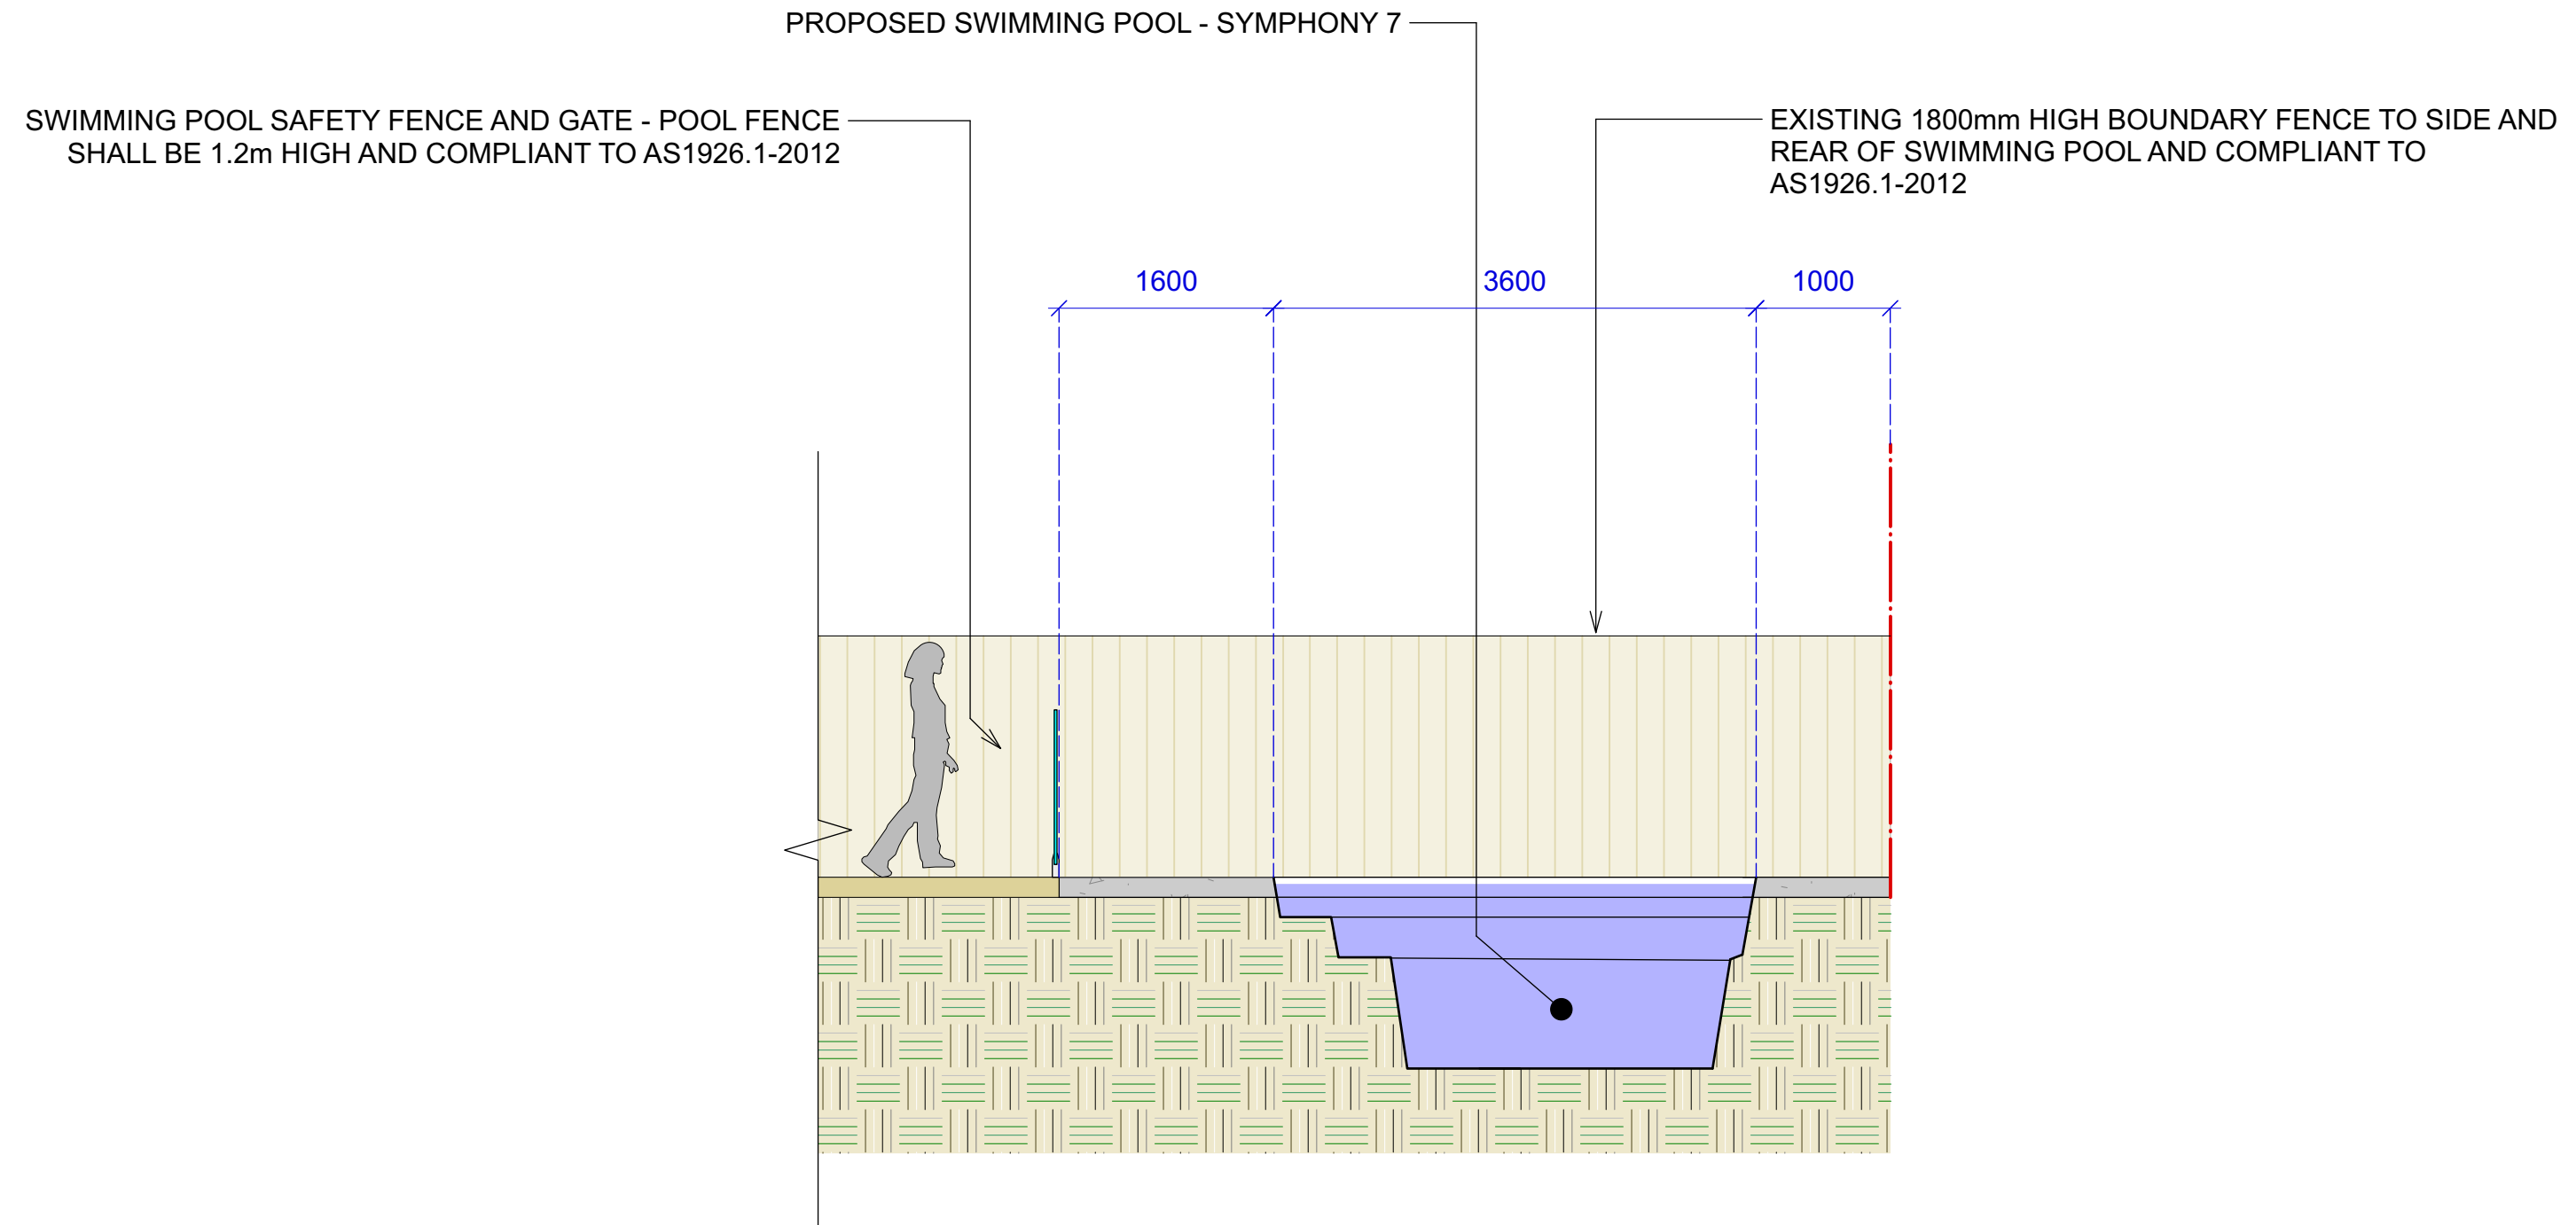 PROPOSED SWIMMING POOL - SYMPHONY 7
SWIMMING POOL SAFETY FENCE AND GATE - POOL FENCE
SHALL BE 1.2m HIGH AND COMPLIANT TO AS1926.1-2012
EXISTING 1800mm HIGH BOUNDARY FENCE TO SIDE AND
REAR OF SWIMMING POOL AND COMPLIANT TO
AS1926.1-2012
1600
3600
1000